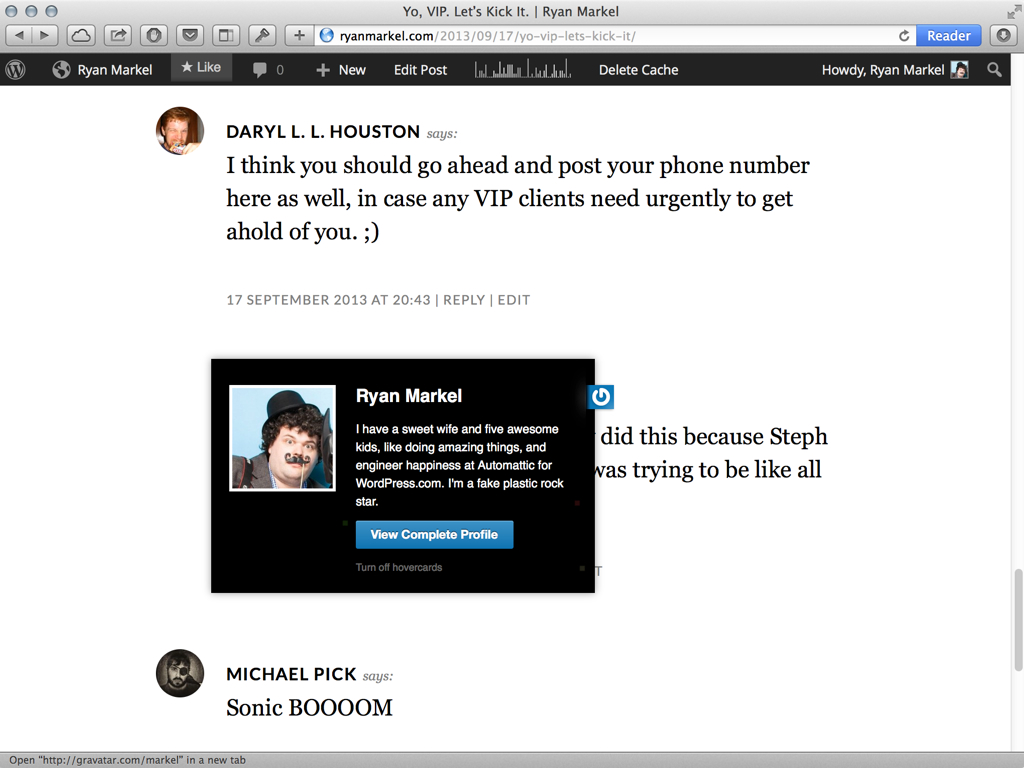 Yo, VIP. Let's Kick It. | Ryan Markel
ryanmarkel.com/2013/09/17/yo-vip-lets-kick-it/
Reader
Ryan Markel
Like
0
New
Edit Post
Delete Cache
Howdy, Ryan Markel
DARYL L. L. HOUSTON says:
I think you should go ahead and post your phone number
here as well, in case any VIP clients need urgently to get
ahold of you. ;)
17 SEPTEMBER 2013 AT 20:43 | REPLY | EDIT
Ryan Markel
I have a sweet wife and five awesome
kids, like doing amazing things, and
engineer happiness at Automattic for
WordPress.com. I'm a fake plastic rock
star.
View Complete Profile
Turn off hovercards
did this because Steph
was trying to be like all
T
MICHAEL PICK says:
Sonic BOOOOM
Open "http://gravatar.com/markel" in a new tab